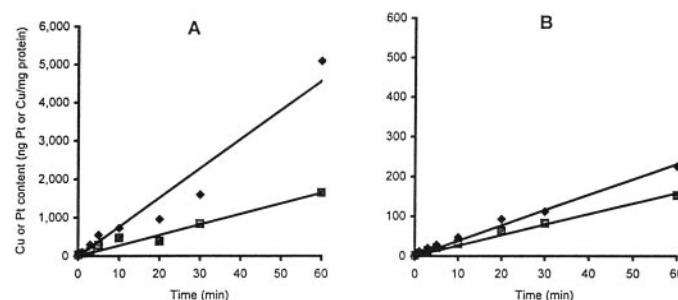 A
B
Cu or Pt content (ng Pt or Cu/mg protein)
6,000
5,000
4,000
3,000
2,000
1,000
0
0 10 20 30 40 50 60
Time (min)
600
500
400
300
200
100
0
0 10 20 30 40 50 60
Time (min)